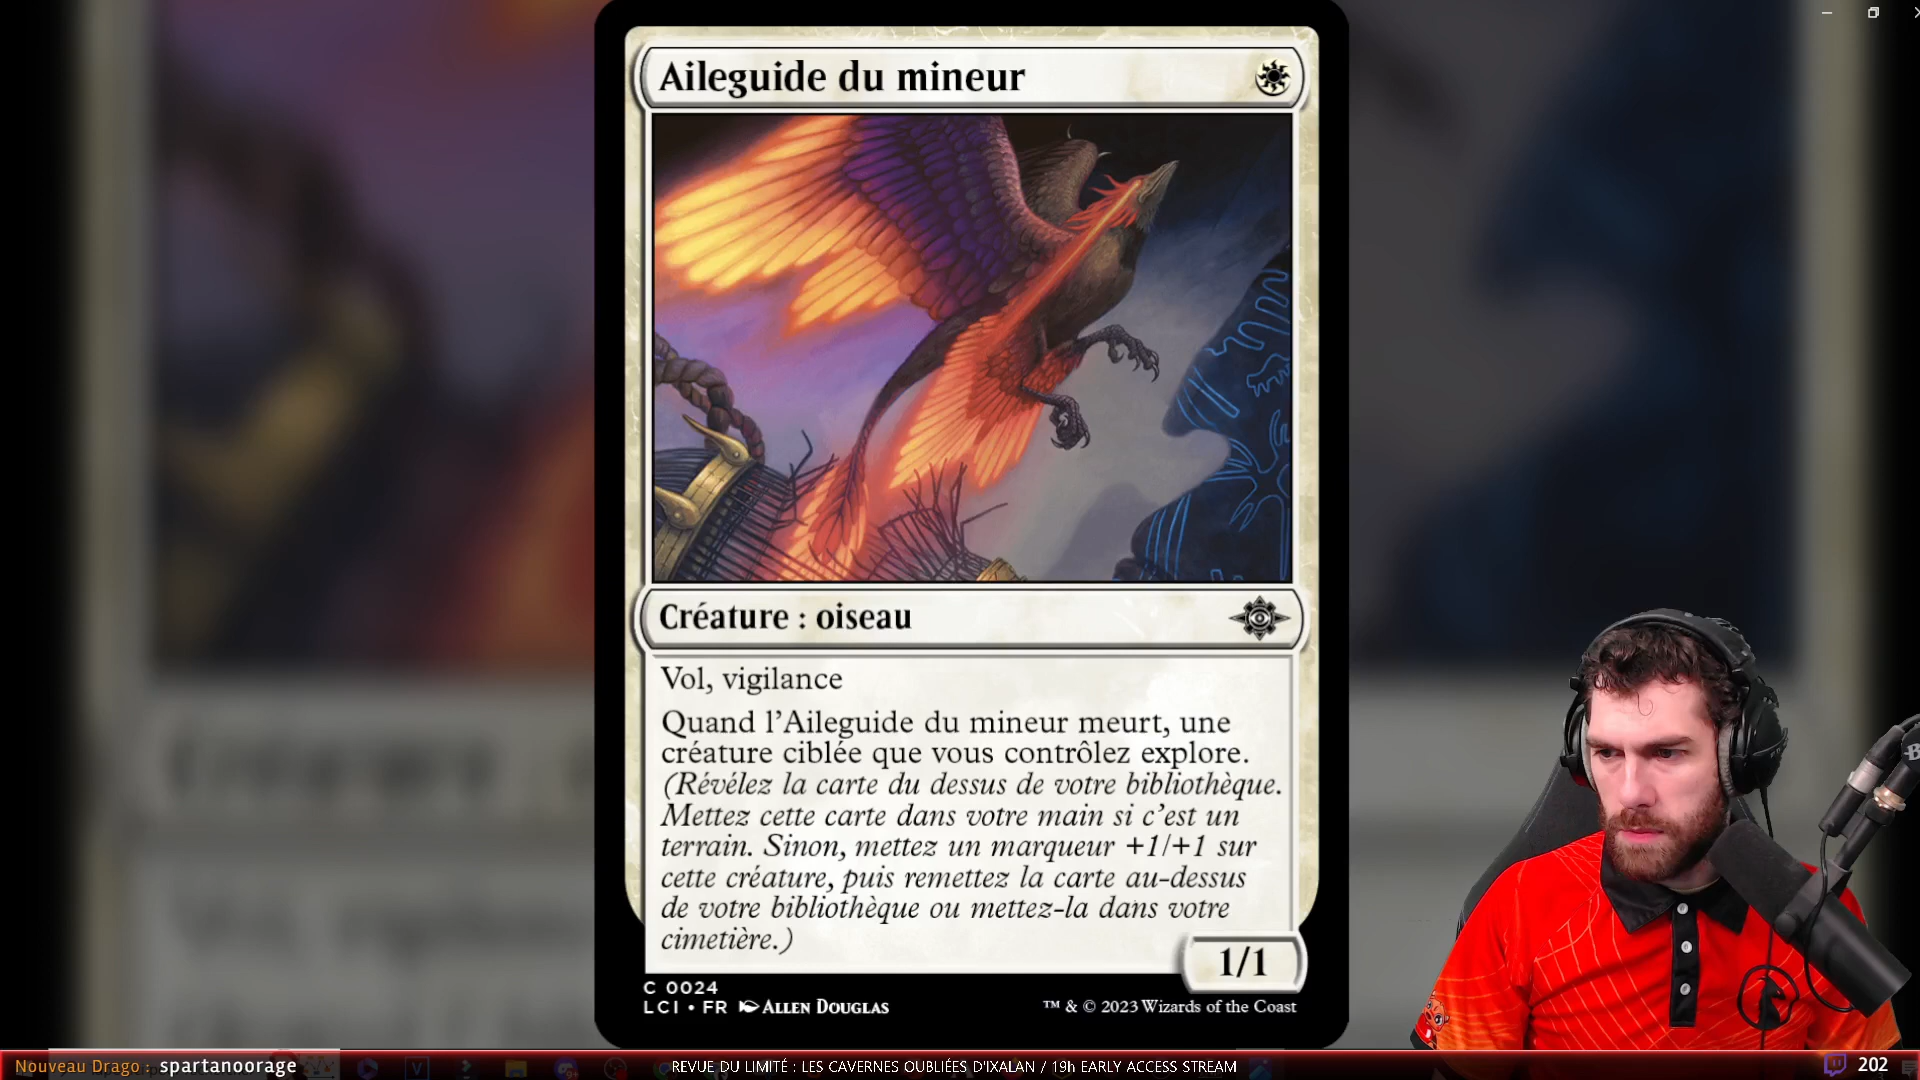 Aileguide du mineur
Créature : oiseau
Vol, vigilance
Quand l'Aileguide du mineur meurt, une
créature ciblée que vous contrôlez explore.
(Révélez la carte du dessus de votre bibliothèque.
Mettez cette carte dans votre main si c'est un
terrain. Sinon, mettez un marqueur +1/+1 sur
cette créature, puis remettez la carte au-dessus
de votre bibliothèque ou mettez-la dans votre
cimetière.)
1/1
C 0024
LCI • FR ALLEN DOUGLAS
™ & © 2023 Wizards of the Coast
Nouveau Drago : spartanoorage
REVUE DU LIMITÉ : LES CAVERNES OUBLIÉES D'IXALAN / 19h EARLY ACCESS STREAM
202